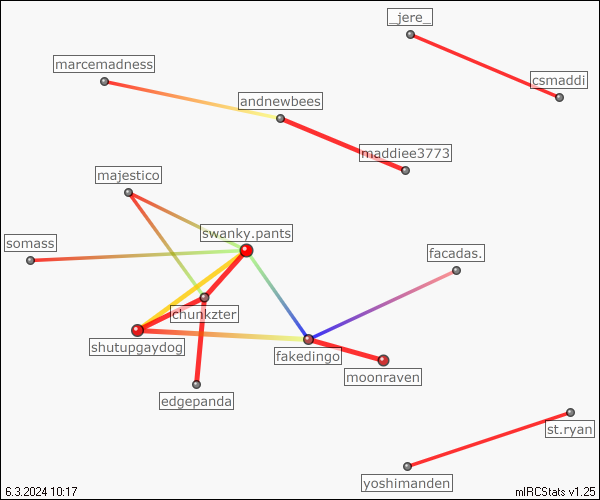 _jere_
marcemadness
csmaddi
andnewbees
maddiee3773
majestico
swanky.pants
somass
facadas.
chunkzter
shutupgaydog
fakedingo
moonraven
edgepanda
st.ryan
yoshimanden
6.3.2024 10:17
mIRCStats v1.25